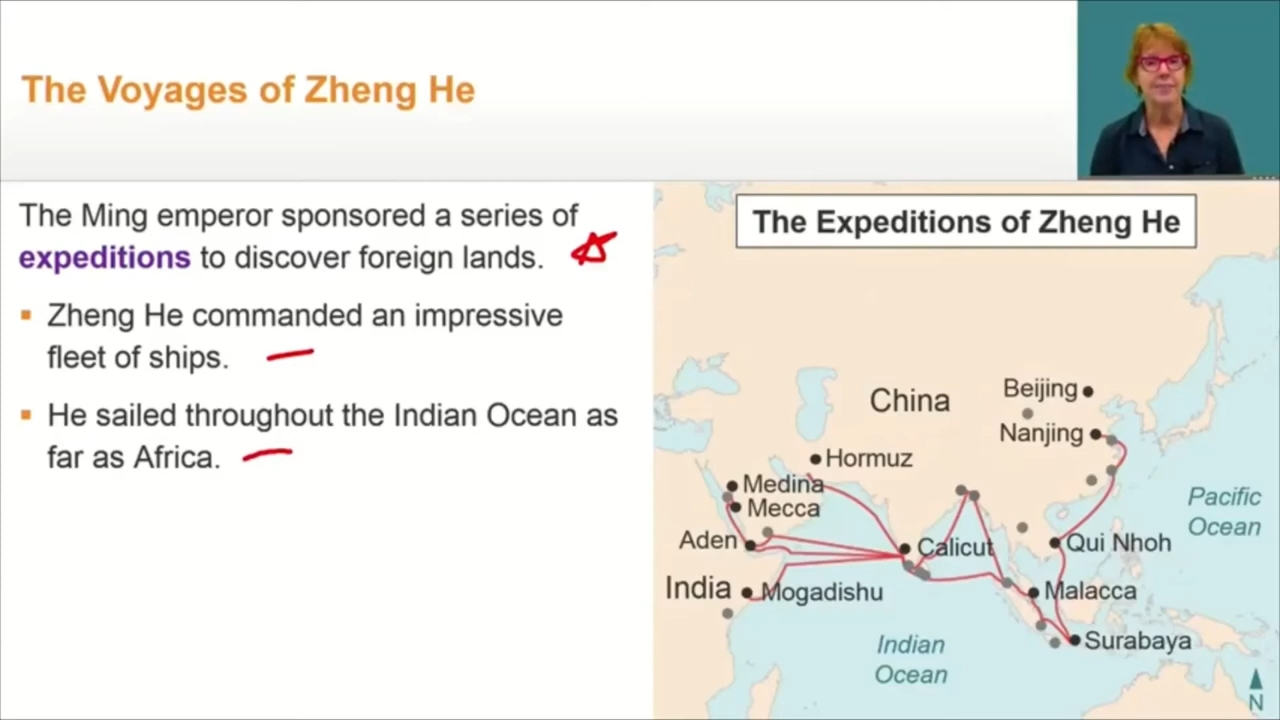 The Voyages of Zheng He
The Ming emperor sponsored a series of
expeditions to discover foreign lands.
▪ Zheng He commanded an impressive
fleet of ships.
▪ He sailed throughout the Indian Ocean as
far as Africa.
The Expeditions of Zheng He
China
Beijing
Nanjing
Hormuz
Medina
Mecca
Pacific
Ocean
Aden
Calicut
Qui Nhoh
India
Mogadishu
Malacca
Surabaya
Indian
Ocean
N